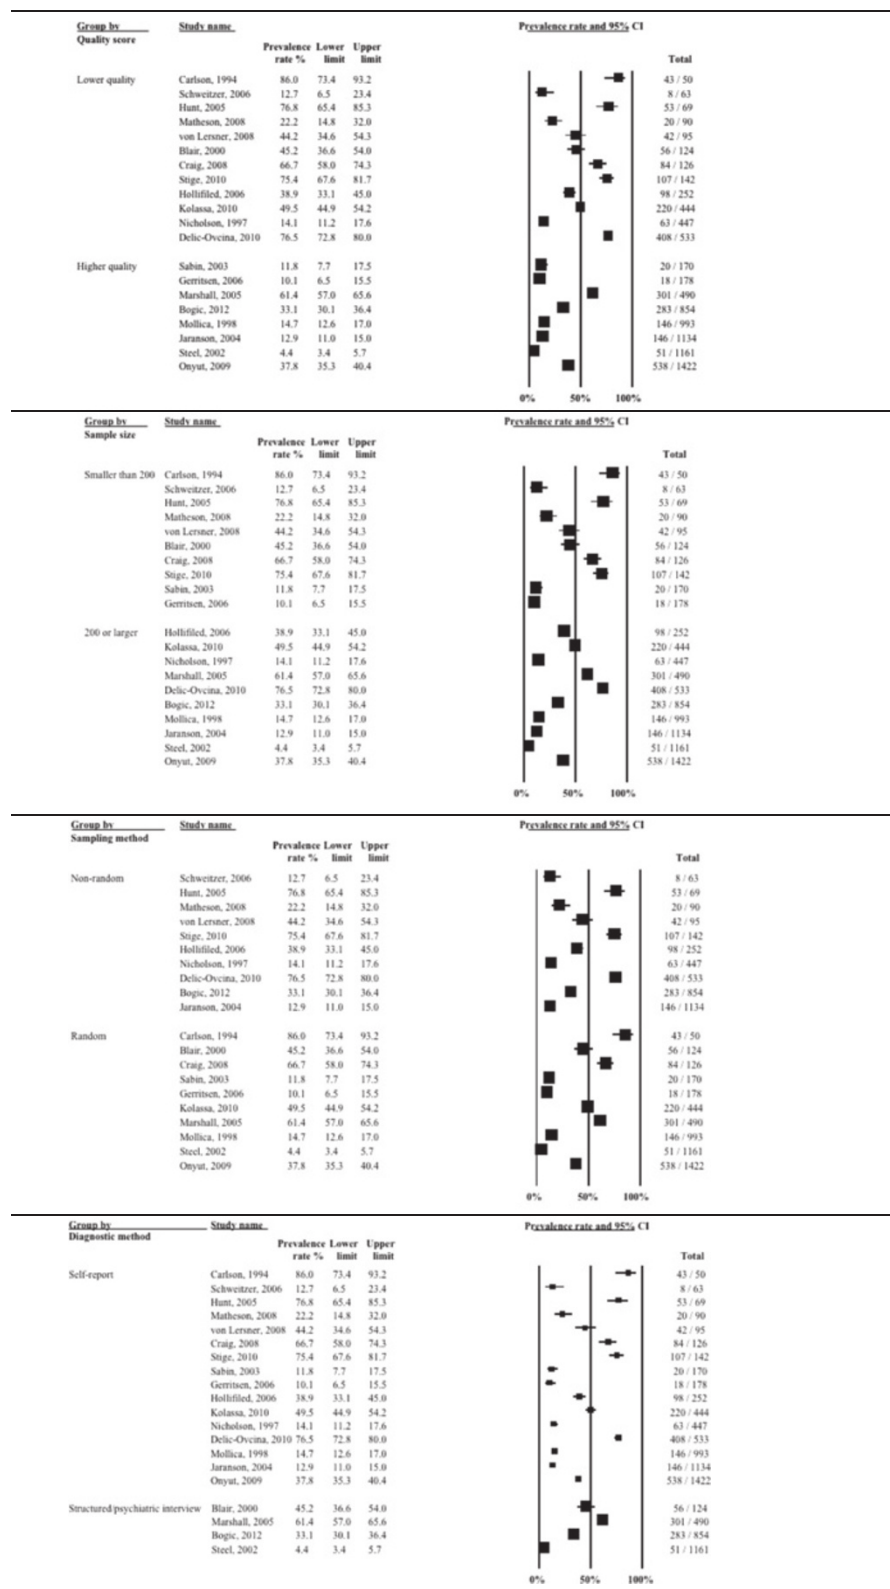 Group by Study name Prevalence rate and 95% CI
Quality score
Prevalence Lower Upper
rate % limit limit Total
Lower quality Carlson, 1994 86.0 73.4 93.2 43 / 50
Schweitzer, 2006 12.7 6.5 23.4 8 / 63
Hunt, 2005 76.8 65.4 85.3 53 / 69
Matheson, 2008 22.2 14.8 32.0 20 / 90
von Lersner, 2008 44.2 34.6 54.3 42 / 95
Blair, 2000 45.2 36.6 54.0 56 / 124
Craig, 2008 66.7 58.0 74.3 84 / 126
Stige, 2010 75.4 67.6 81.7 107 / 142
Hollifiled, 2006 38.9 33.1 45.0 98 / 252
Kolassa, 2010 49.5 44.9 54.2 220 / 444
Nicholson, 1997 14.1 11.2 17.6 63 / 447
Delic-Ovcina, 2010 76.5 72.8 80.0 408 / 533
Higher quality Sabin, 2003 11.8 7.7 17.5 20 / 170
Gerritsen, 2006 10.1 6.5 15.5 18 / 178
Marshall, 2005 61.4 57.0 65.6 301 / 490
Bogic, 2012 33.1 30.1 36.4 283 / 854
Mollica, 1998 14.7 12.6 17.0 146 / 993
Jaranson, 2004 12.9 11.0 15.0 146 / 1134
Steel, 2002 4.4 3.4 5.7 51 / 1161
Onyut, 2009 37.8 35.3 40.4 538 / 1422
0% 50% 100%
Group by Study name Prevalence rate and 95% CI
Sample size
Prevalence Lower Upper
rate % limit limit Total
Smaller than 200 Carlson, 1994 86.0 73.4 93.2 43 / 50
Schweitzer, 2006 12.7 6.5 23.4 8 / 63
Hunt, 2005 76.8 65.4 85.3 53 / 69
Matheson, 2008 22.2 14.8 32.0 20 / 90
von Lersner, 2008 44.2 34.6 54.3 42 / 95
Blair, 2000 45.2 36.6 54.0 56 / 124
Craig, 2008 66.7 58.0 74.3 84 / 126
Stige, 2010 75.4 67.6 81.7 107 / 142
Sabin, 2003 11.8 7.7 17.5 20 / 170
Gerritsen, 2006 10.1 6.5 15.5 18 / 178
200 or larger Hollifiled, 2006 38.9 33.1 45.0 98 / 252
Kolassa, 2010 49.5 44.9 54.2 220 / 444
Nicholson, 1997 14.1 11.2 17.6 63 / 447
Marshall, 2005 61.4 57.0 65.6 301 / 490
Delic-Ovcina, 2010 76.5 72.8 80.0 408 / 533
Bogic, 2012 33.1 30.1 36.4 283 / 854
Mollica, 1998 14.7 12.6 17.0 146 / 993
Jaranson, 2004 12.9 11.0 15.0 146 / 1134
Steel, 2002 4.4 3.4 5.7 51 / 1161
Onyut, 2009 37.8 35.3 40.4 538 / 1422
0% 50% 100%
Group by Study name Prevalence rate and 95% CI
Sampling method
Prevalence Lower Upper
rate % limit limit Total
Non-random Schweitzer, 2006 12.7 6.5 23.4 8 / 63
Hunt, 2005 76.8 65.4 85.3 53 / 69
Matheson, 2008 22.2 14.8 32.0 20 / 90
von Lersner, 2008 44.2 34.6 54.3 42 / 95
Stige, 2010 75.4 67.6 81.7 107 / 142
Hollifiled, 2006 38.9 33.1 45.0 98 / 252
Nicholson, 1997 14.1 11.2 17.6 63 / 447
Delic-Ovcina, 2010 76.5 72.8 80.0 408 / 533
Bogic, 2012 33.1 30.1 36.4 283 / 854
Jaranson, 2004 12.9 11.0 15.0 146 / 1134
Random Carlson, 1994 86.0 73.4 93.2 43 / 50
Blair, 2000 45.2 36.6 54.0 56 / 124
Craig, 2008 66.7 58.0 74.3 84 / 126
Sabin, 2003 11.8 7.7 17.5 20 / 170
Gerritsen, 2006 10.1 6.5 15.5 18 / 178
Kolassa, 2010 49.5 44.9 54.2 220 / 444
Marshall, 2005 61.4 57.0 65.6 301 / 490
Mollica, 1998 14.7 12.6 17.0 146 / 993
Steel, 2002 4.4 3.4 5.7 51 / 1161
Onyut, 2009 37.8 35.3 40.4 538 / 1422
0% 50% 100%
Group by Study name Prevalence rate and 95% CI
Diagnostic method
Prevalence Lower Upper
rate % limit limit Total
Self-report Carlson, 1994 86.0 73.4 93.2 43 / 50
Schweitzer, 2006 12.7 6.5 23.4 8 / 63
Hunt, 2005 76.8 65.4 85.3 53 / 69
Matheson, 2008 22.2 14.8 32.0 20 / 90
von Lersner, 2008 44.2 34.6 54.3 42 / 95
Craig, 2008 66.7 58.0 74.3 84 / 126
Stige, 2010 75.4 67.6 81.7 107 / 142
Sabin, 2003 11.8 7.7 17.5 20 / 170
Gerritsen, 2006 10.1 6.5 15.5 18 / 178
Hollifiled, 2006 38.9 33.1 45.0 98 / 252
Kolassa, 2010 49.5 44.9 54.2 220 / 444
Nicholson, 1997 14.1 11.2 17.6 63 / 447
Delic-Ovcina, 2010 76.5 72.8 80.0 408 / 533
Mollica, 1998 14.7 12.6 17.0 146 / 993
Jaranson, 2004 12.9 11.0 15.0 146 / 1134
Onyut, 2009 37.8 35.3 40.4 538 / 1422
Structured/psychiatric interview Blair, 2000 45.2 36.6 54.0 56 / 124
Marshall, 2005 61.4 57.0 65.6 301 / 490
Bogic, 2012 33.1 30.1 36.4 283 / 854
Steel, 2002 4.4 3.4 5.7 51 / 1161
0% 50% 100%